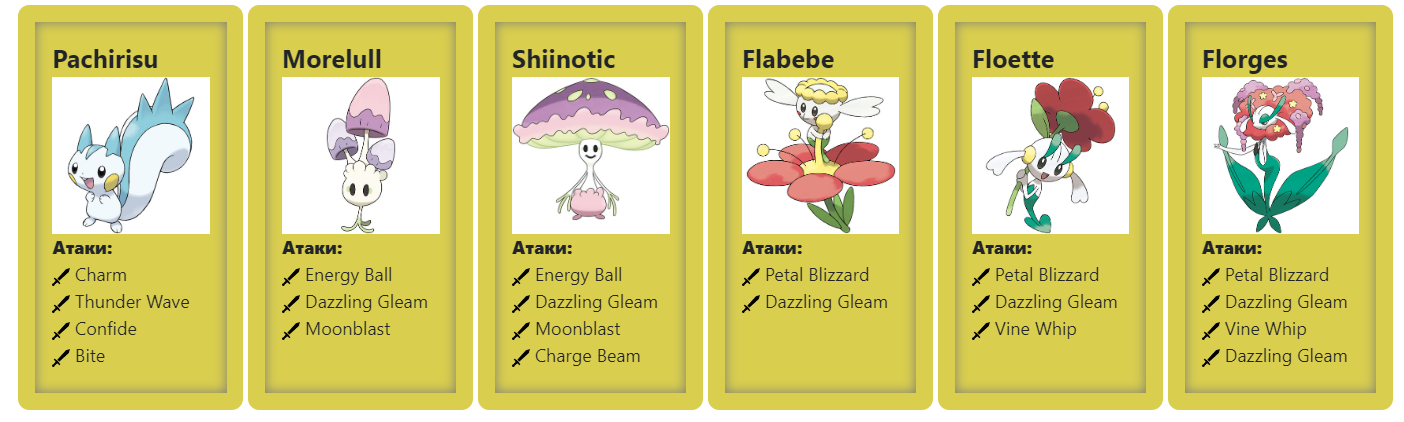 Pachirisu
Атаки:
Charm
Thunder Wave
Confide
Bite
Morelull
Атаки:
Energy Ball
Dazzling Gleam
Moonblast
Shiinotic
Атаки:
Energy Ball
Dazzling Gleam
Moonblast
Charge Beam
Flabebe
Атаки:
Petal Blizzard
Dazzling Gleam
Floette
Атаки:
Petal Blizzard
Dazzling Gleam
Vine Whip
Florges
Атаки:
Petal Blizzard
Dazzling Gleam
Vine Whip
Dazzling Gleam